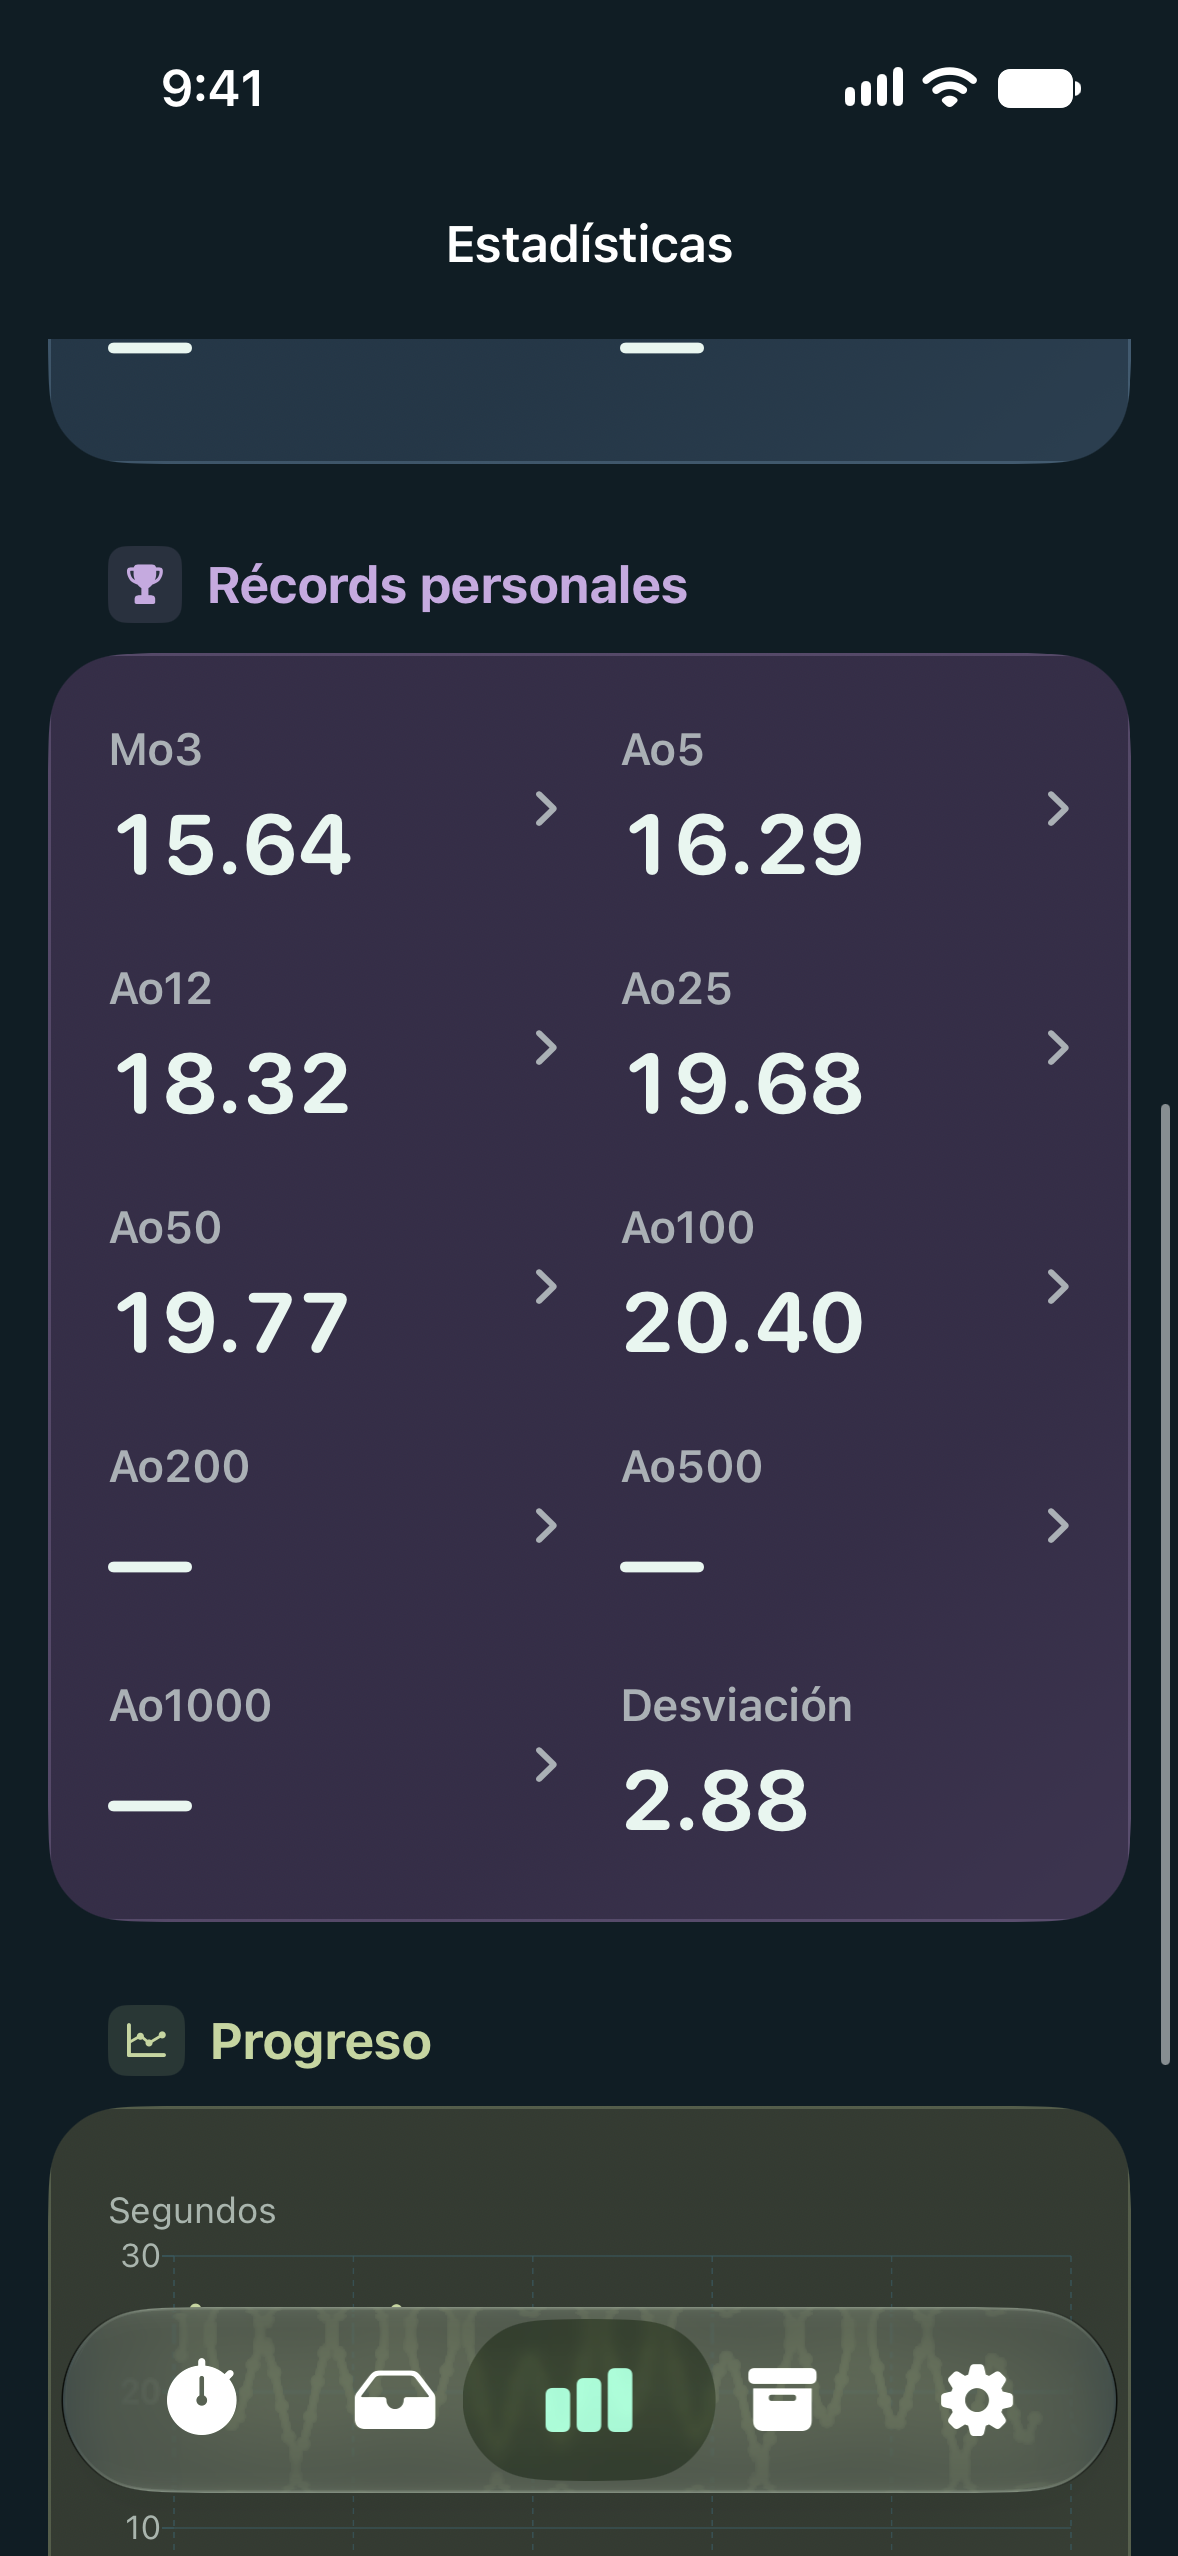 9:41
Estadísticas
— —
Récords personales
Mo3 Ao5
15.64 16.29
Ao12 Ao25
18.32 19.68
Ao50 Ao100
19.77 20.40
Ao200 Ao500
— —
Ao1000 Desviación
— 2.88
Progreso
Segundos
30
20
10